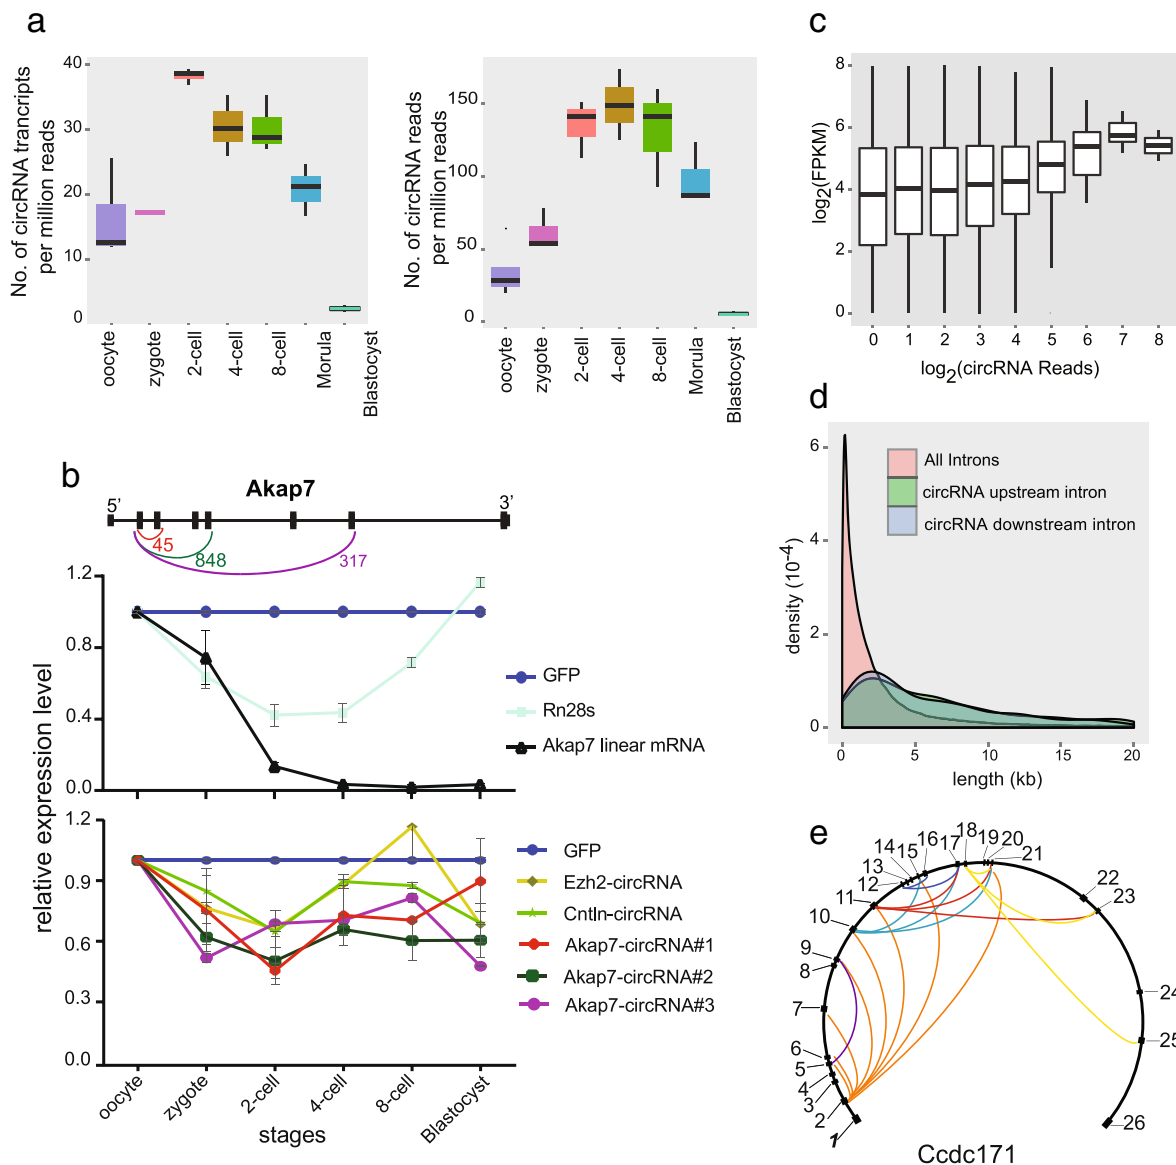 a
No. of circRNA trancripts
per million reads
40
30
20
10
0
oocyte
zygote
2-cell
4-cell
8-cell
Morula
Blastocyst
No. of circRNA reads
per million reads
150
100
50
0
oocyte
zygote
2-cell
4-cell
8-cell
Morula
Blastocyst
c
log2(FPKM)
8
6
4
2
0
0 1 2 3 4 5 6 7 8
log2(circRNA Reads)
b
Akap7
5’
3’
45
848
317
relative expression level
1.2
0.8
0.4
0.0
GFP
Rn28s
Akap7 linear mRNA
1.2
0.9
0.6
0.3
0.0
GFP
Ezh2-circRNA
Cntln-circRNA
Akap7-circRNA#1
Akap7-circRNA#2
Akap7-circRNA#3
oocyte
zygote
2-cell
4-cell
8-cell
Blastocyst
stages
d
density (10-4)
6
4
2
0
All Introns
circRNA upstream intron
circRNA downstream intron
0 5 10 15 20
length (kb)
e
1
2
3
4
5
6
7
8
9
10
11
12
13
14
15
16
17
18
19
20
21
22
23
24
25
26
Ccdc171